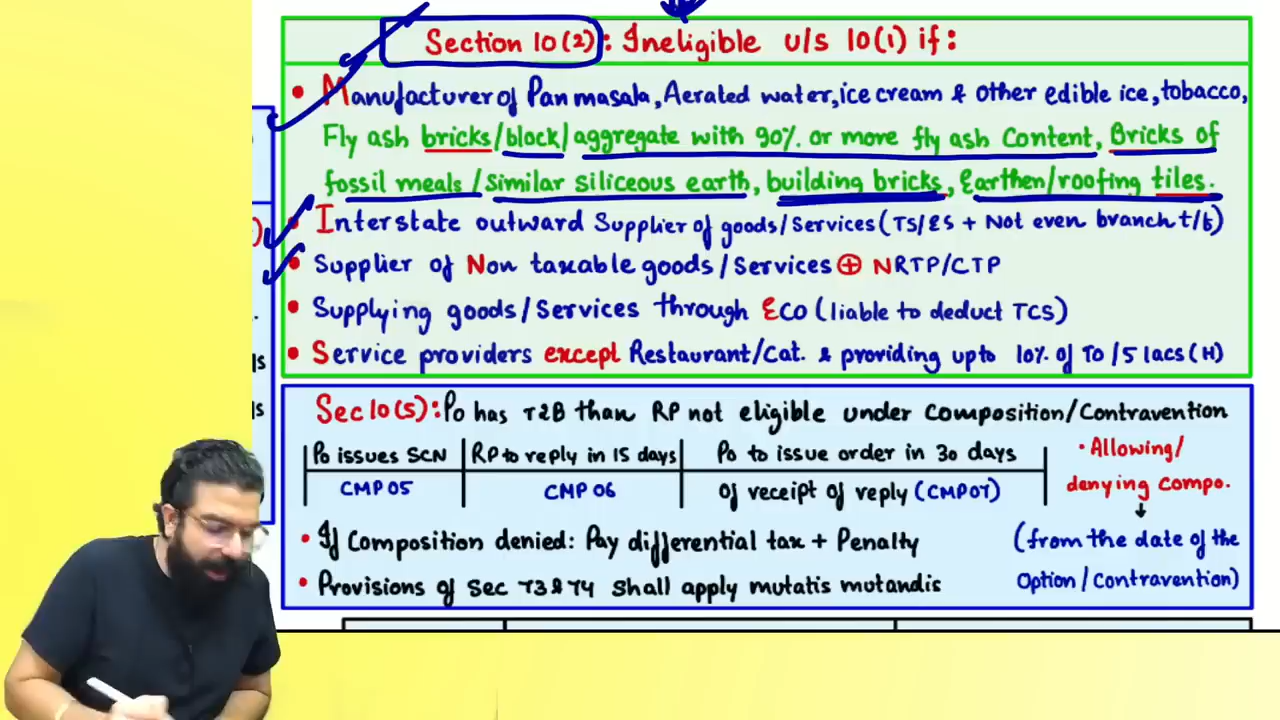 Section 10(2): Ineligible u/s 10(1) if:
• Manufacturer of Pan masala, Aerated water, ice cream & other edible ice, tobacco,
Fly ash bricks/block/aggregate with 90% or more fly ash Content, Bricks of
fossil meals/Similar siliceous earth, building bricks, Earthen/roofing tiles.
)
• Interstate outward Supplier of goods/Services (TS/ES + Not even branch t/f)
• Supplier of Non taxable goods/Services ⊕ NRTP/CTP
• Supplying goods/Services through ECO (liable to deduct TCS)
• Service providers except Restaurant/Cat. & providing upto 10% of To/5 lacs (H)
ls
ls
Sec 10(5): Po has r2B than RP not eligible under composition/Contravention
Po issues SCN RP to reply in 15 days Po to issue order in 30 days
CMP 05 CMP 06 of receipt of reply (CMP07)
• Allowing/
denying compo.
↓
(from the date of the
Option/Contravention)
• If Composition denied: Pay differential tax + Penalty
• Provisions of Sec 73 & 74 Shall apply mutatis mutandis